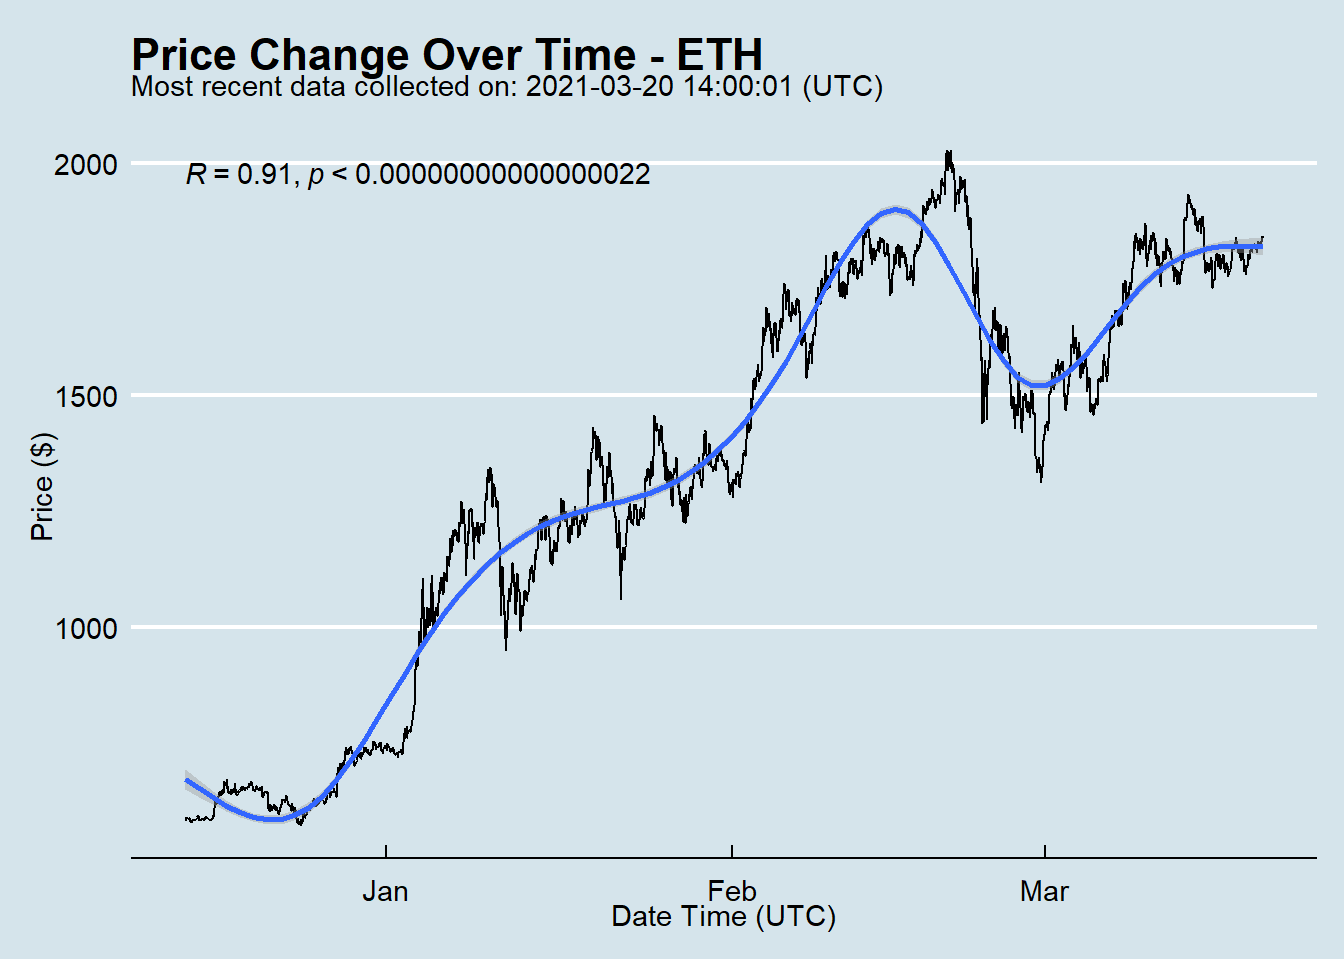 Price Change Over Time - ETH
Most recent data collected on: 2021-03-20 14:00:01 (UTC)
R = 0.91, p < 0.00000000000000022
2000
1500
1000
Price ($)
Jan Feb Mar
Date Time (UTC)